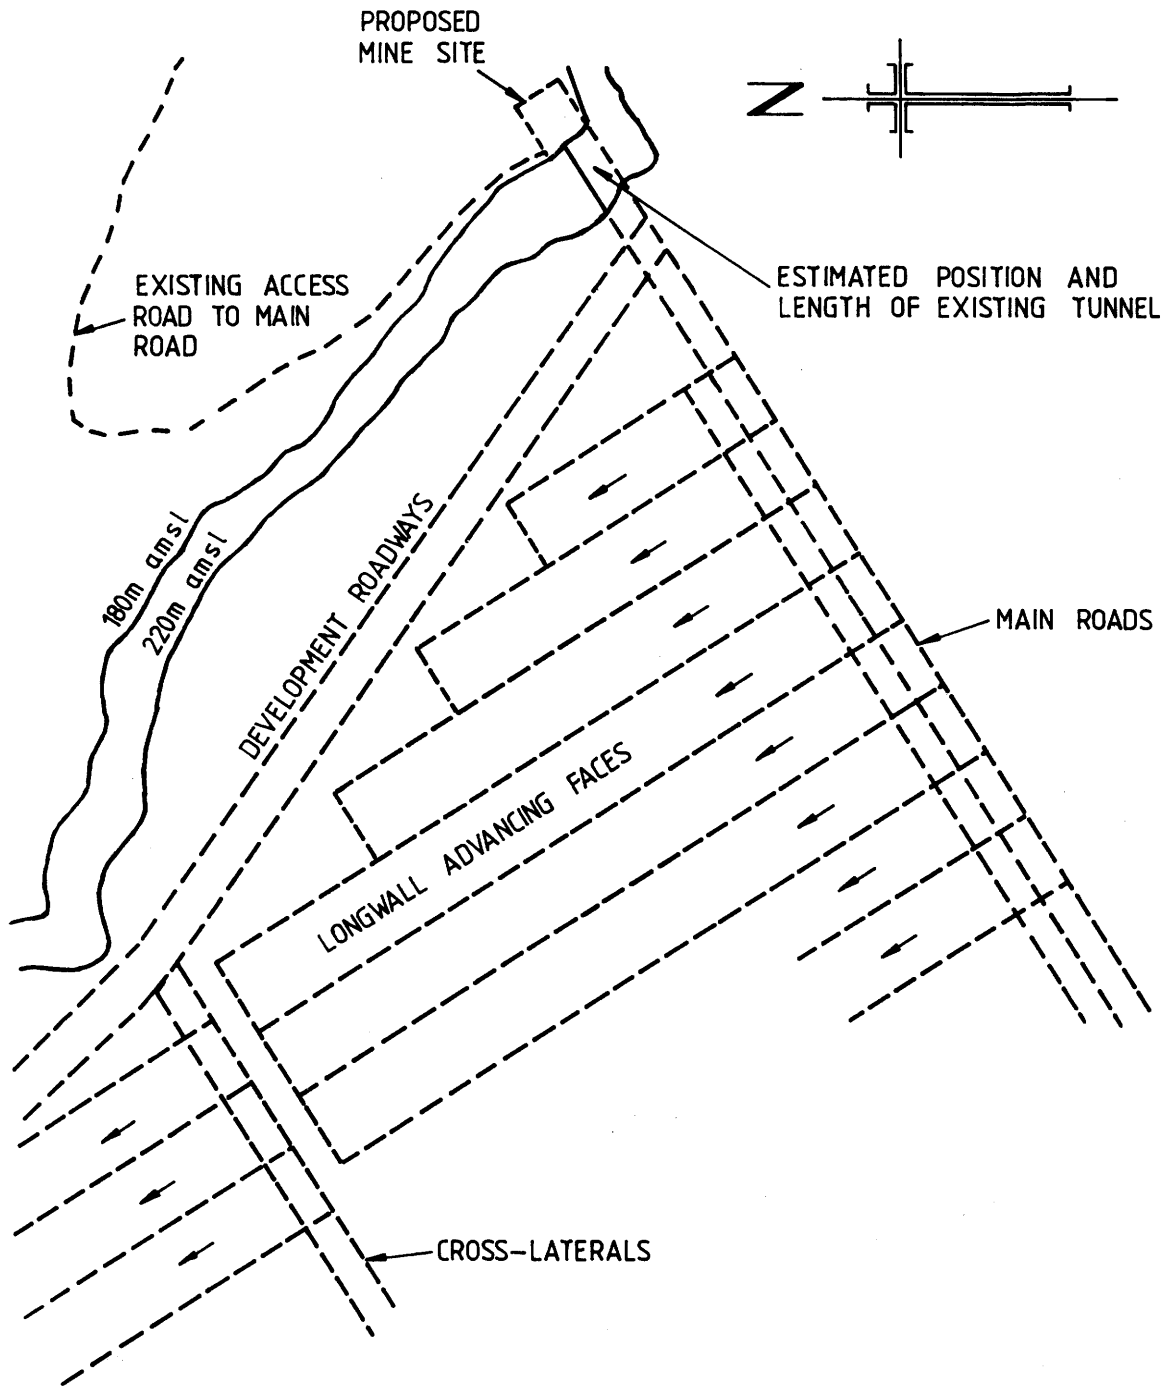 PROPOSED
MINE SITE
N
EXISTING ACCESS
ROAD TO MAIN
ROAD
ESTIMATED POSITION AND
LENGTH OF EXISTING TUNNEL
180m amsl
220m amsl
DEVELOPMENT ROADWAYS
MAIN ROADS
LONGWALL ADVANCING FACES
CROSS-LATERALS